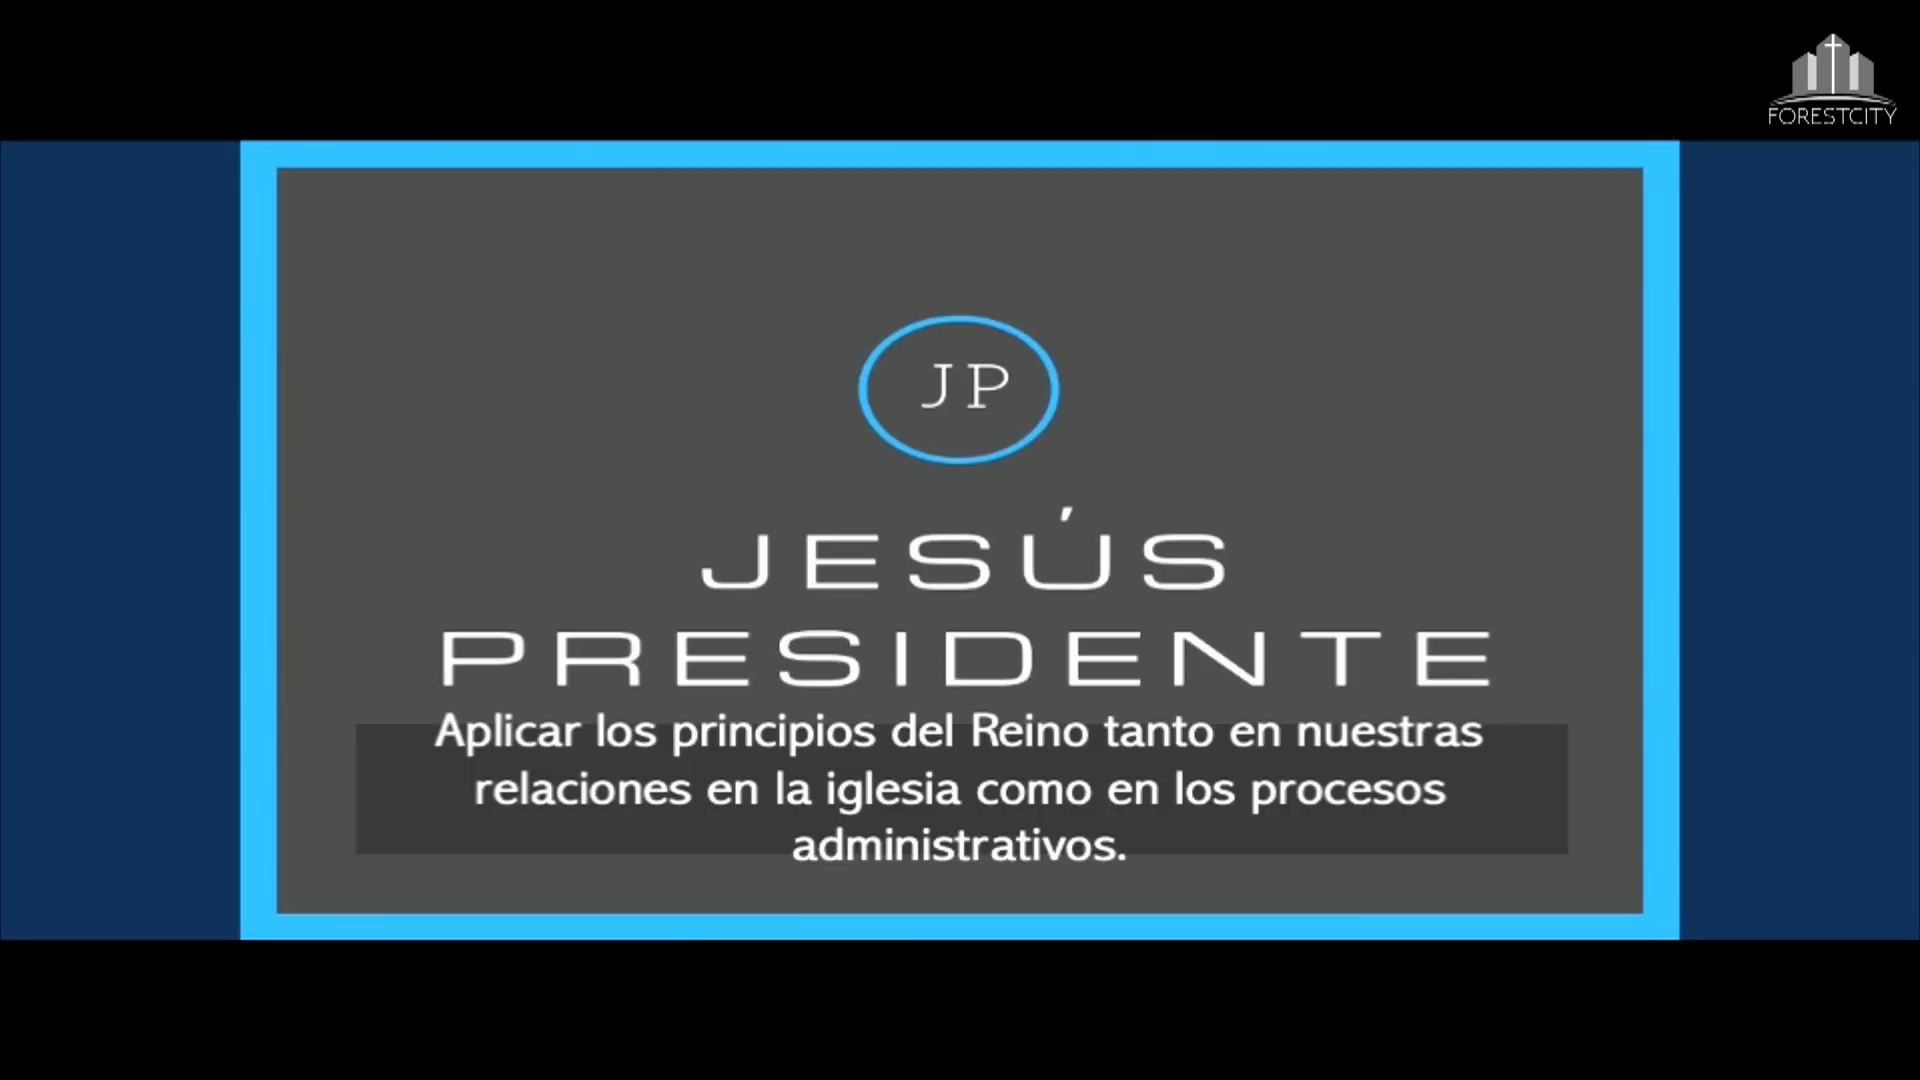 FORESTCITY
JP
JESÚS
PRESIDENTE
Aplicar los principios del Reino tanto en nuestras
relaciones en la iglesia como en los procesos
administrativos.